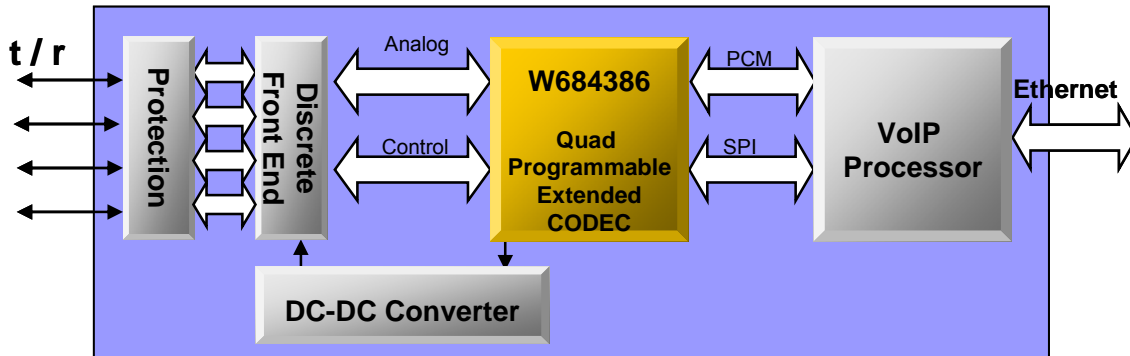 t / r
Protection
Discrete
Front End
Analog
Control
W684386
Quad
Programmable
Extended
CODEC
PCM
SPI
VoIP
Processor
Ethernet
DC-DC Converter